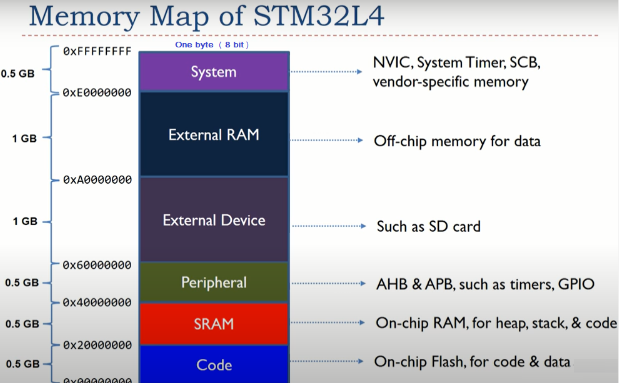 Memory Map of STM32L4
One byte ( 8 bit )
0xFFFFFFFF
0.5 GB
System
NVIC, System Timer, SCB,
vendor-specific memory
0xE0000000
1 GB
External RAM
Off-chip memory for data
0xA0000000
1 GB
External Device
Such as SD card
0x60000000
0.5 GB
Peripheral
AHB & APB, such as timers, GPIO
0x40000000
0.5 GB
SRAM
On-chip RAM, for heap, stack, & code
0x20000000
0.5 GB
Code
On-chip Flash, for code & data